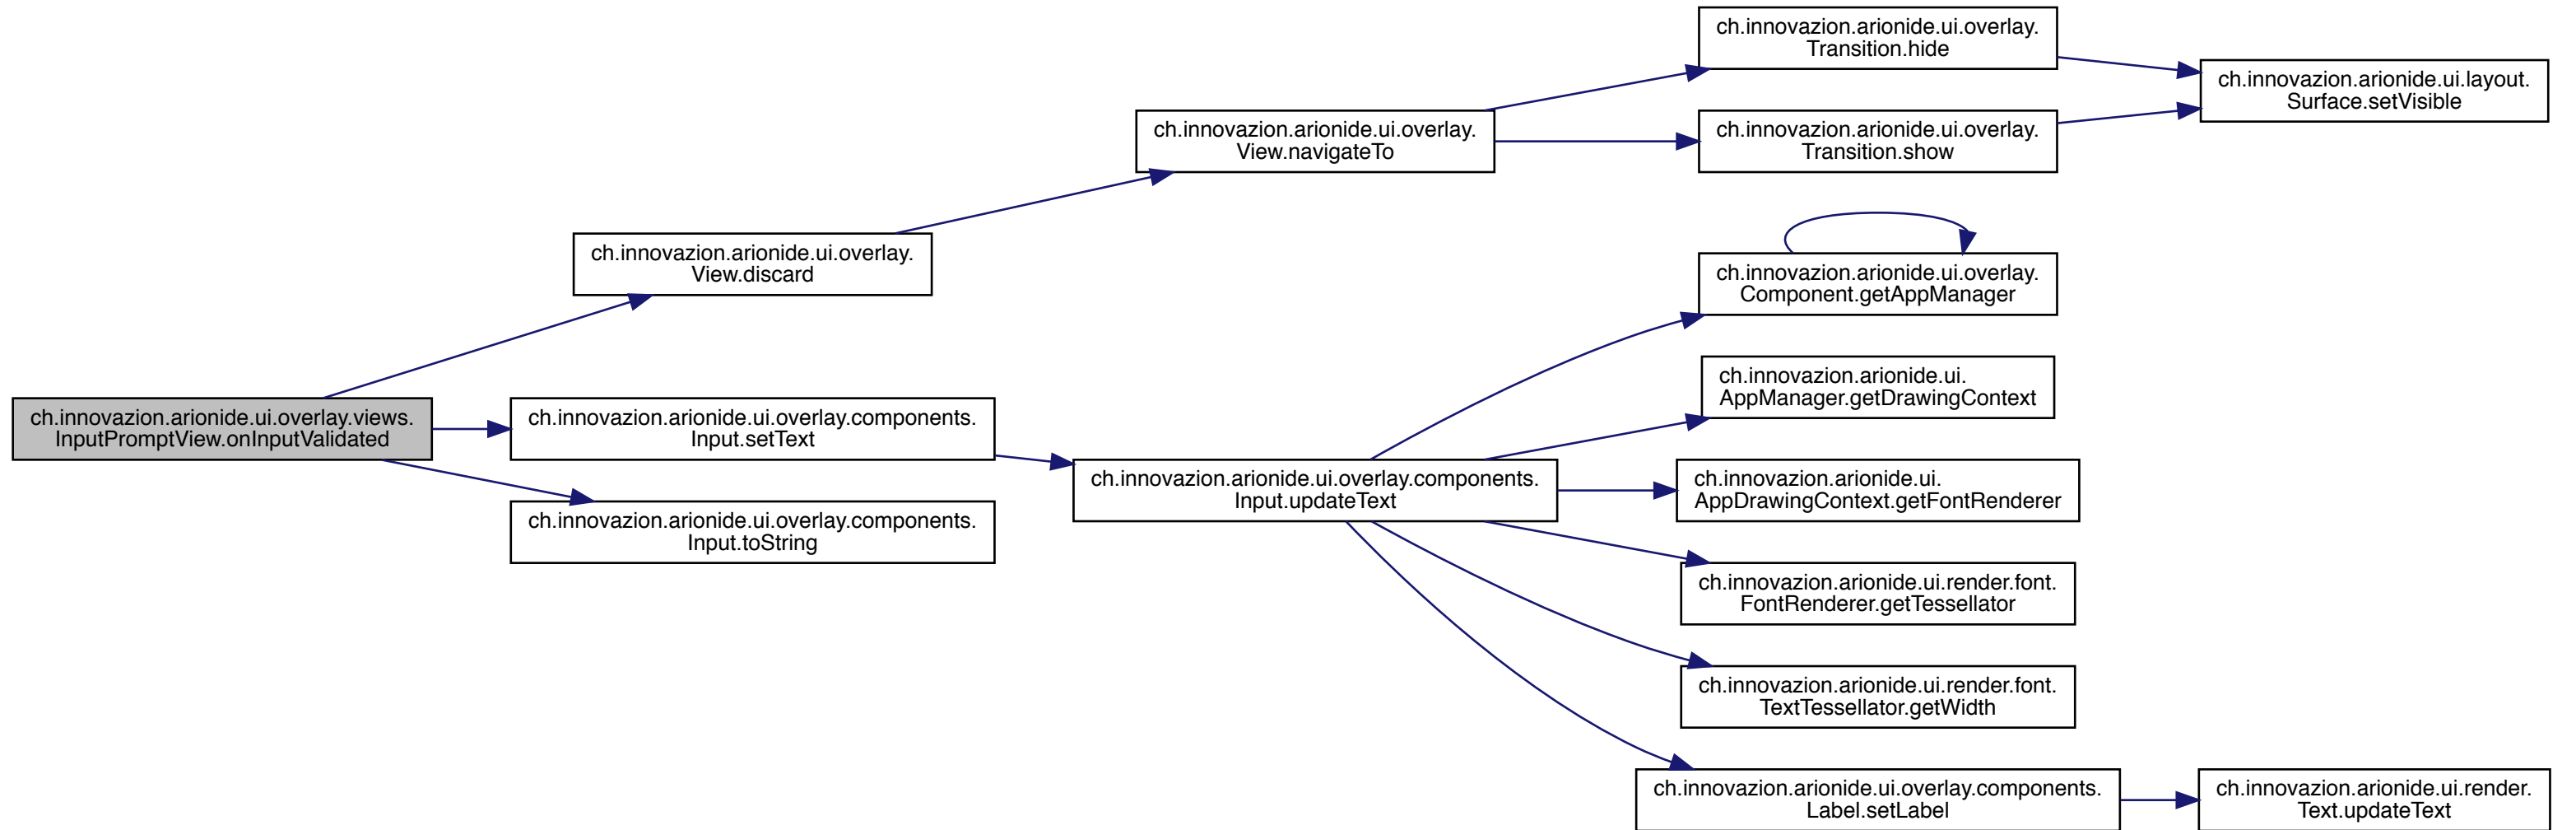 ch.innovazion.arionide.ui.overlay.views.
InputPromptView.onInputValidated
ch.innovazion.arionide.ui.overlay.
View.discard
ch.innovazion.arionide.ui.overlay.components.
Input.setText
ch.innovazion.arionide.ui.overlay.components.
Input.toString
ch.innovazion.arionide.ui.overlay.
View.navigateTo
ch.innovazion.arionide.ui.overlay.components.
Input.updateText
ch.innovazion.arionide.ui.overlay.
Transition.hide
ch.innovazion.arionide.ui.overlay.
Transition.show
ch.innovazion.arionide.ui.overlay.
Component.getAppManager
ch.innovazion.arionide.ui.
AppManager.getDrawingContext
ch.innovazion.arionide.ui.
AppDrawingContext.getFontRenderer
ch.innovazion.arionide.ui.render.font.
FontRenderer.getTessellator
ch.innovazion.arionide.ui.render.font.
TextTessellator.getWidth
ch.innovazion.arionide.ui.overlay.components.
Label.setLabel
ch.innovazion.arionide.ui.layout.
Surface.setVisible
ch.innovazion.arionide.ui.render.
Text.updateText